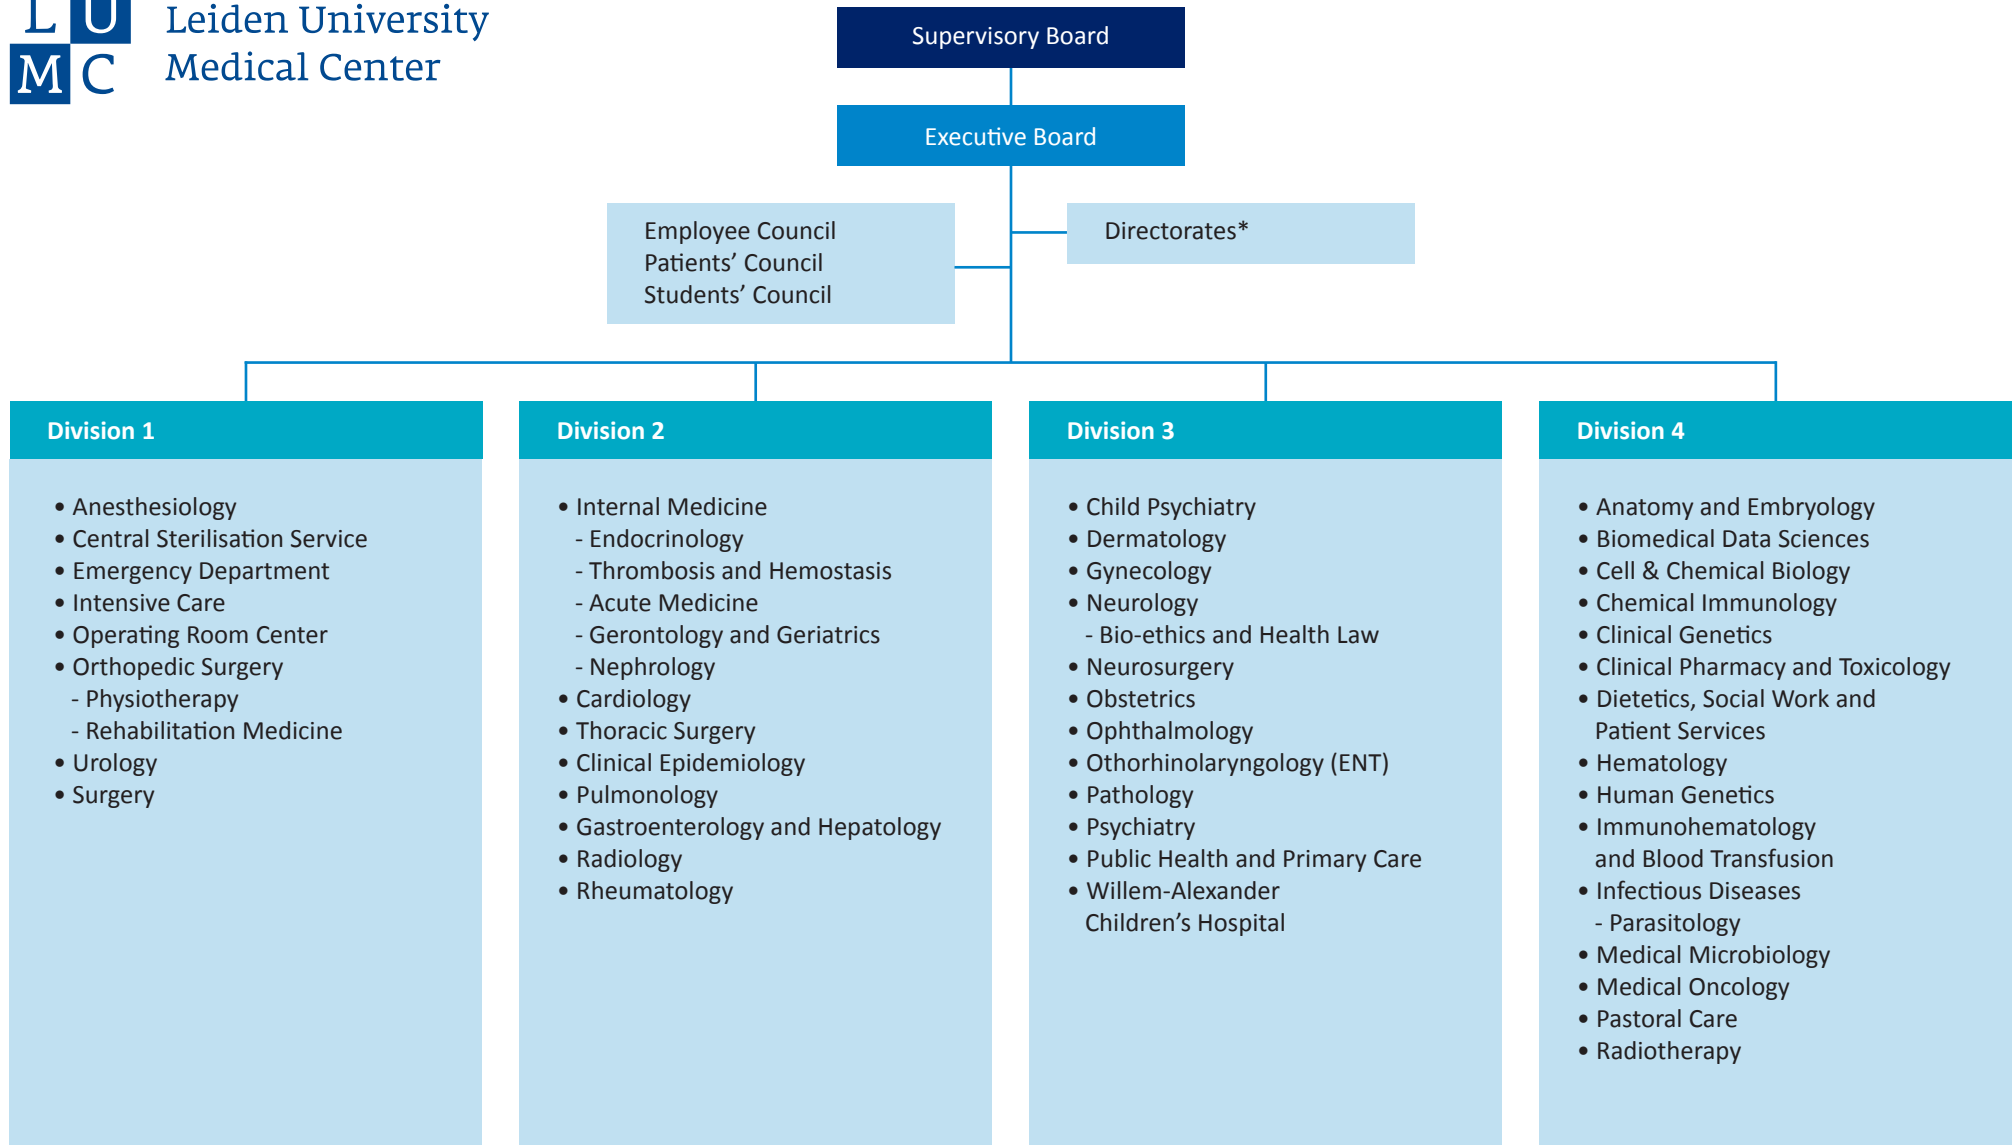 L U
M C
Leiden University
Medical Center
Supervisory Board
Executive Board
Employee Council
Patients’ Council
Students’ Council
Directorates*
Division 1
• Anesthesiology
• Central Sterilisation Service
• Emergency Department
• Intensive Care
• Operating Room Center
• Orthopedic Surgery
- Physiotherapy
- Rehabilitation Medicine
• Urology
• Surgery
Division 2
• Internal Medicine
- Endocrinology
- Thrombosis and Hemostasis
- Acute Medicine
- Gerontology and Geriatrics
- Nephrology
• Cardiology
• Thoracic Surgery
• Clinical Epidemiology
• Pulmonology
• Gastroenterology and Hepatology
• Radiology
• Rheumatology
Division 3
• Child Psychiatry
• Dermatology
• Gynecology
• Neurology
- Bio-ethics and Health Law
• Neurosurgery
• Obstetrics
• Ophthalmology
• Othorhinolaryngology (ENT)
• Pathology
• Psychiatry
• Public Health and Primary Care
• Willem-Alexander
Children’s Hospital
Division 4
• Anatomy and Embryology
• Biomedical Data Sciences
• Cell & Chemical Biology
• Chemical Immunology
• Clinical Genetics
• Clinical Pharmacy and Toxicology
• Dietetics, Social Work and
Patient Services
• Hematology
• Human Genetics
• Immunohematology
and Blood Transfusion
• Infectious Diseases
- Parasitology
• Medical Microbiology
• Medical Oncology
• Pastoral Care
• Radiotherapy